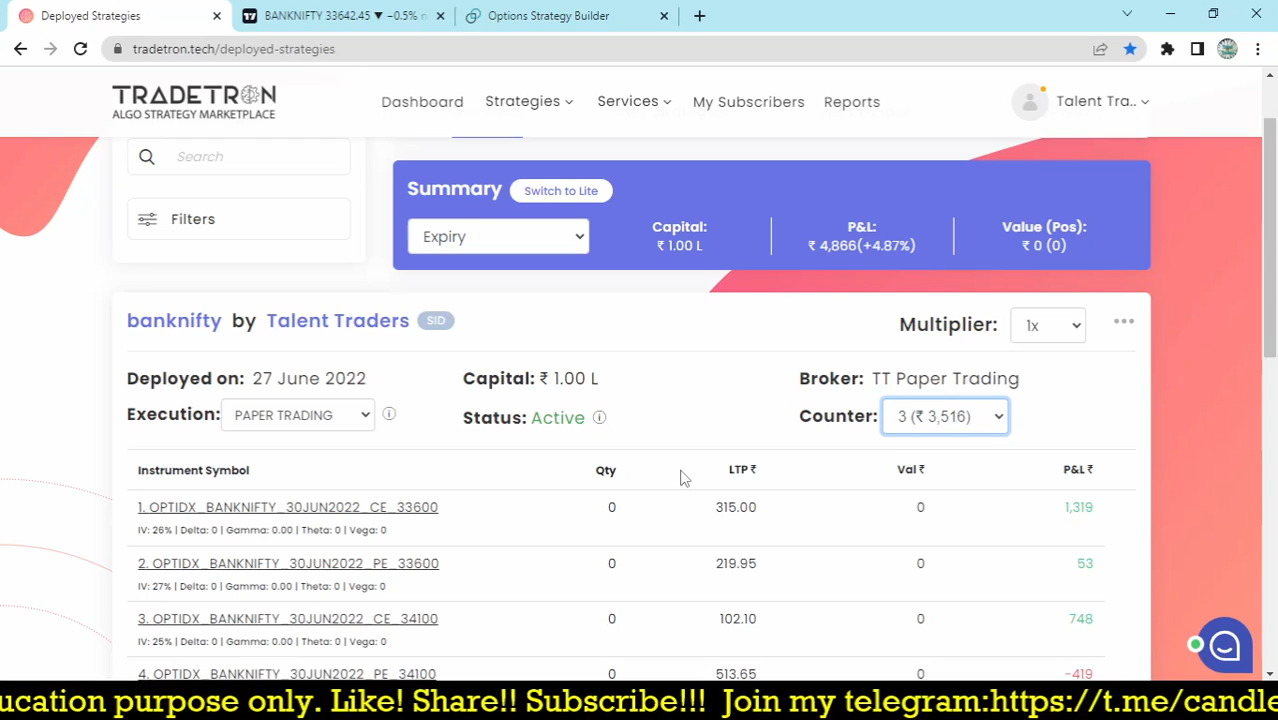 Deployed Strategies
BANKNIFTY 33642.45 ▼ −0.5%
Options Strategy Builder
tradetron.tech/deployed-strategies
TRADETRON
ALGO STRATEGY MARKETPLACE
Dashboard
Strategies
Services
My Subscribers
Reports
Talent Tra..
Search
Filters
Summary
Switch to Lite
Expiry
Capital:
₹ 1.00 L
P&L:
₹ 4,866(+4.87%)
Value (Pos):
₹ 0 (0)
banknifty by Talent Traders SID
Multiplier: 1x
Deployed on: 27 June 2022
Capital: ₹ 1.00 L
Broker: TT Paper Trading
Execution: PAPER TRADING
Status: Active
Counter: 3 (₹ 3,516)
Instrument Symbol Qty LTP ₹ Val ₹ P&L ₹
1. OPTIDX_BANKNIFTY_30JUN2022_CE_33600 0 315.00 0 1,319
IV: 26% | Delta: 0 | Gamma: 0.00 | Theta: 0 | Vega: 0
2. OPTIDX_BANKNIFTY_30JUN2022_PE_33600 0 219.95 0 53
IV: 27% | Delta: 0 | Gamma: 0.00 | Theta: 0 | Vega: 0
3. OPTIDX_BANKNIFTY_30JUN2022_CE_34100 0 102.10 0 748
IV: 25% | Delta: 0 | Gamma: 0.00 | Theta: 0 | Vega: 0
4. OPTIDX_BANKNIFTY_30JUN2022_PE_34100 0 513.65 0 -419
ucation purpose only. Like! Share!! Subscribe!!! Join my telegram:https://t.me/candle